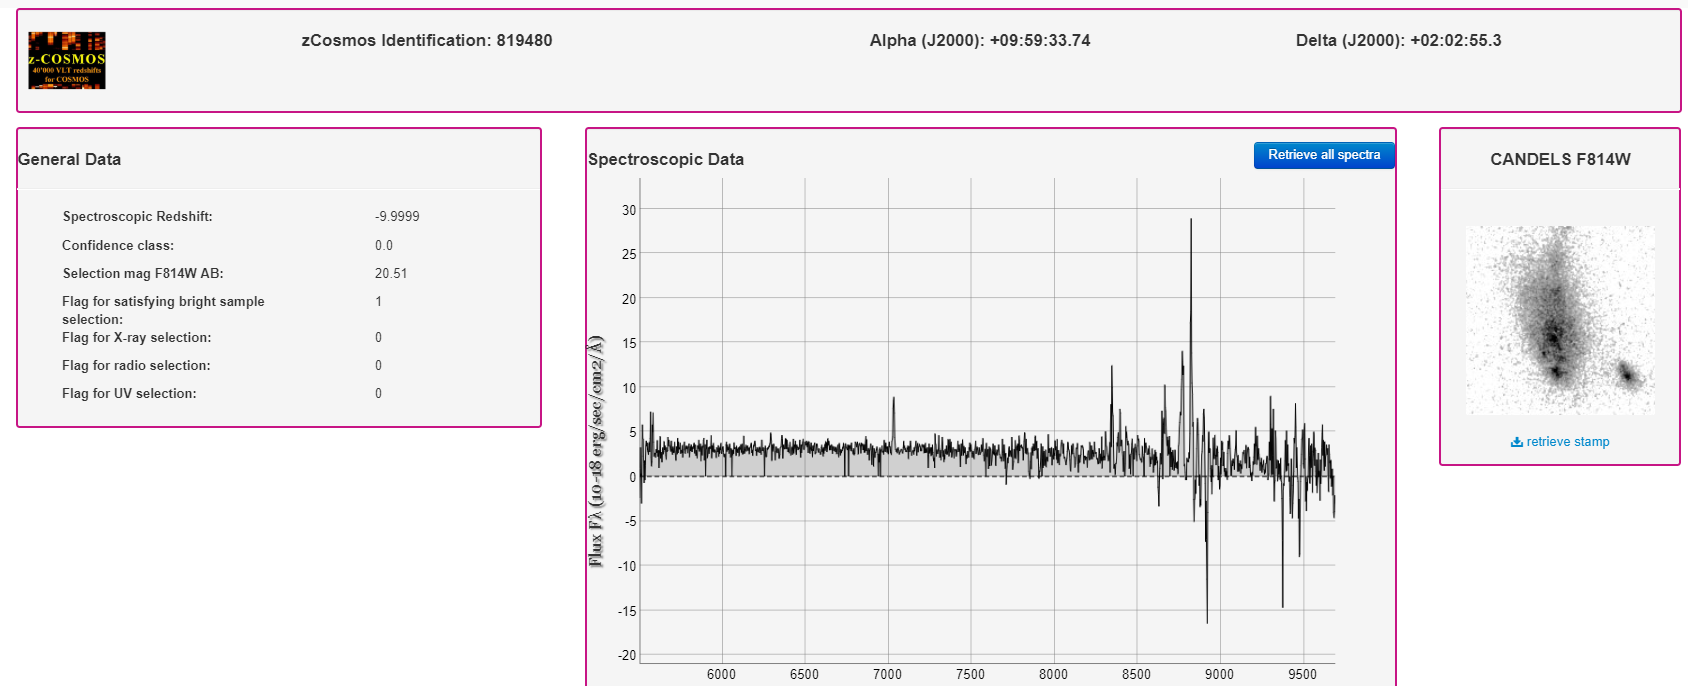 z-COSMOS
40'000 VLT redshifts
for COSMOS
zCosmos Identification: 819480
Alpha (J2000): +09:59:33.74
Delta (J2000): +02:02:55.3
General Data
Spectroscopic Redshift: -9.9999
Confidence class: 0.0
Selection mag F814W AB: 20.51
Flag for satisfying bright sample 1
selection:
Flag for X-ray selection: 0
Flag for radio selection: 0
Flag for UV selection: 0
Spectroscopic Data
Retrieve all spectra
Flux Fλ (10-18 erg/sec/cm2/Å)
30
25
20
15
10
5
0
-5
-10
-15
-20
6000 6500 7000 7500 8000 8500 9000 9500
CANDELS F814W
retrieve stamp